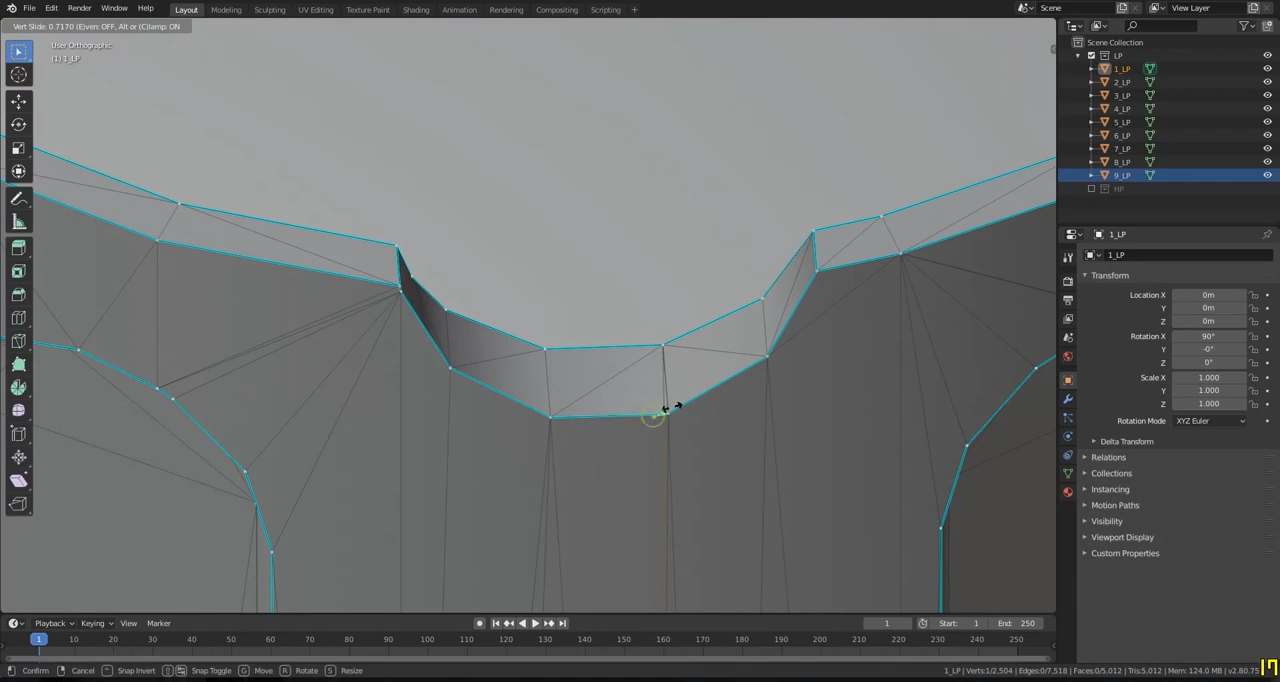 File Edit Render Window Help Layout Modeling Sculpting UV Editing Texture Paint Shading Animation Rendering Compositing Scripting + Scene View Layer
Vert Slide: 0.7170 (E)ven: OFF, Alt or (C)lamp: ON
User Orthographic
(1) 1_LP
Scene Collection
LP
1_LP
2_LP
3_LP
4_LP
5_LP
6_LP
7_LP
8_LP
9_LP
HP
1_LP
1_LP
Transform
Location X 0m
Y 0m
Z 0m
Rotation X 90°
Y -0°
Z 0°
Scale X 1.000
Y 1.000
Z 1.000
Rotation Mode XYZ Euler
Delta Transform
Relations
Collections
Instancing
Motion Paths
Visibility
Viewport Display
Custom Properties
Playback Keying View Marker 1 Start: 1 End: 250
1 10 20 30 40 50 60 70 80 90 100 110 120 130 140 150 160 170 180 190 200 210 220 230 240 250
Confirm Cancel Snap Invert Snap Toggle G Move R Rotate S Resize 1_LP | Verts:1/2,504 | Edges:0/7,518 | Faces:0/5,012 | Tris:5,012 | Mem: 124.0 MB | v2.80.75